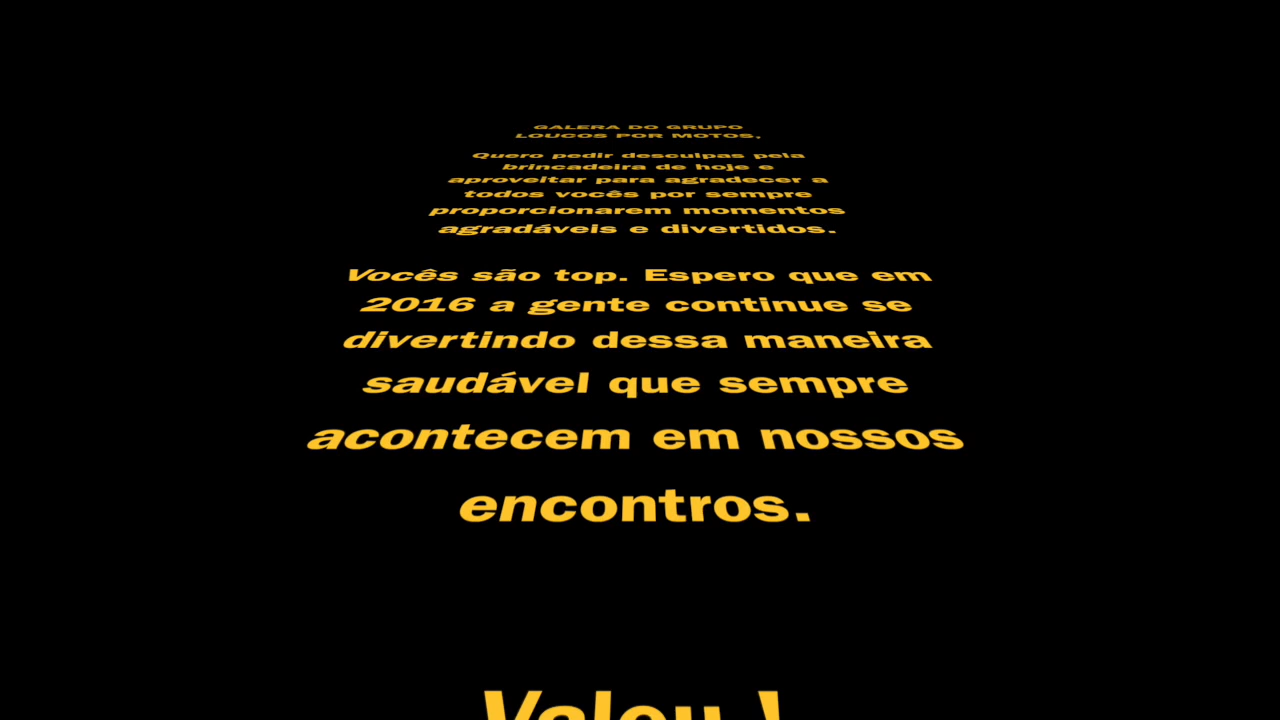 GALERA DO GRUPO
LOUCOS POR MOTOS,
Quero pedir desculpas pela
brincadeira de hoje e
aproveitar para agradecer a
todos vocês por sempre
proporcionarem momentos
agradáveis e divertidos.
Vocês são top. Espero que em
2016 a gente continue se
divertindo dessa maneira
saudável que sempre
acontecem em nossos
encontros.
Valeu !